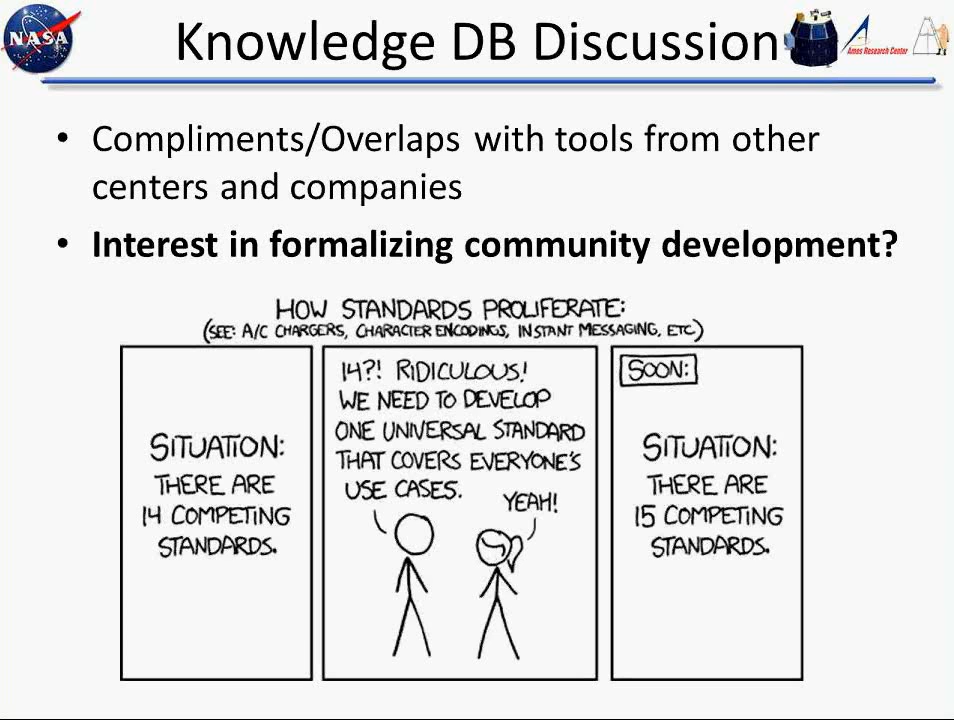 NASA
Knowledge DB Discussion
Ames Research Center
• Compliments/Overlaps with tools from other
centers and companies
• Interest in formalizing community development?
HOW STANDARDS PROLIFERATE:
(SEE: A/C CHARGERS, CHARACTER ENCODINGS, INSTANT MESSAGING, ETC.)
SITUATION:
THERE ARE
14 COMPETING
STANDARDS.
14?! RIDICULOUS!
WE NEED TO DEVELOP
ONE UNIVERSAL STANDARD
THAT COVERS EVERYONE'S
USE CASES.
YEAH!
SOON:
SITUATION:
THERE ARE
15 COMPETING
STANDARDS.